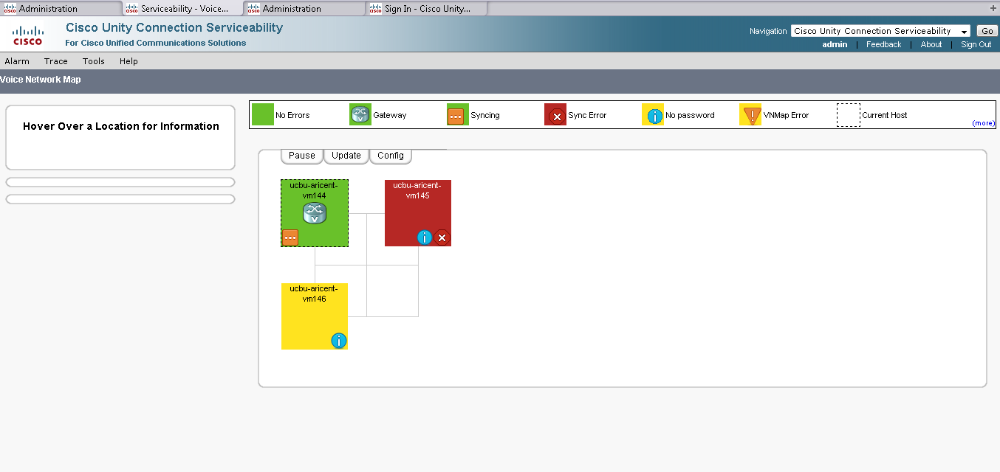 Administration
Serviceability - Voice...
Administration
Sign In - Cisco Unity...
CISCO
Cisco Unity Connection Serviceability
For Cisco Unified Communications Solutions
Navigation Cisco Unity Connection Serviceability Go
admin | Feedback | About | Sign Out
Alarm Trace Tools Help
Voice Network Map
Hover Over a Location for Information
No Errors
Gateway
Syncing
Sync Error
No password
VNMap Error
Current Host
(more)
Pause Update Config
ucbu-aricent-
vm144
ucbu-aricent-
vm145
ucbu-aricent-
vm146